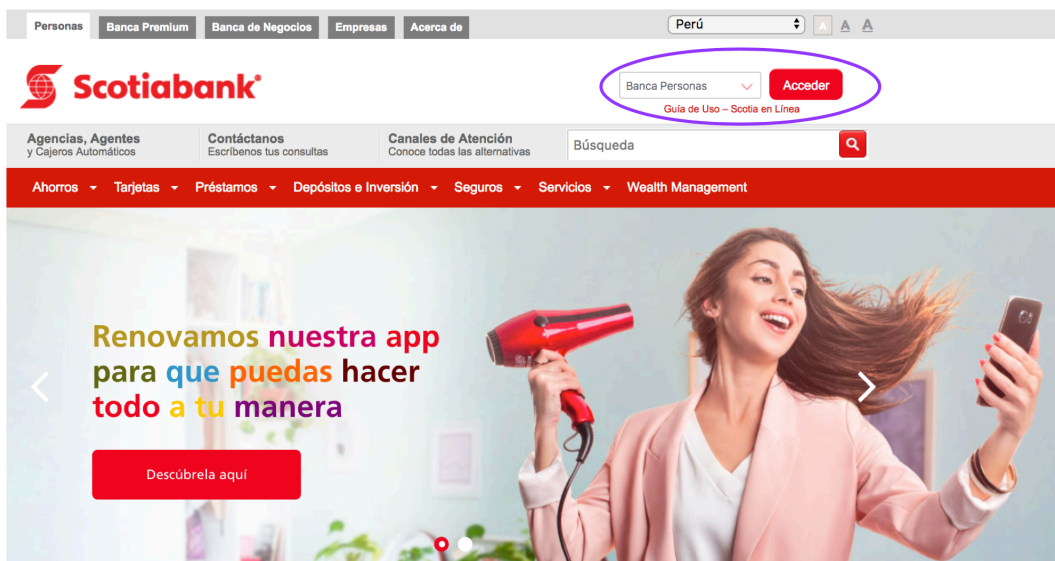 Personas Banca Premium Banca de Negocios Empresas Acerca de Perú A A A
Scotiabank
Banca Personas Acceder
Guía de Uso – Scotia en Línea
Agencias, Agentes
y Cajeros Automáticos
Contáctanos
Escríbenos tus consultas
Canales de Atención
Conoce todas las alternativas
Búsqueda
Ahorros Tarjetas Préstamos Depósitos e Inversión Seguros Servicios Wealth Management
Renovamos nuestra app
para que puedas hacer
todo a tu manera
Descúbrela aquí